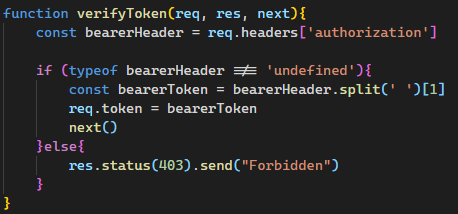 function verifyToken(req, res, next){
    const bearerHeader = req.headers['authorization']

    if (typeof bearerHeader !== 'undefined'){
        const bearerToken = bearerHeader.split(' ')[1]
        req.token = bearerToken
        next()
    }else{
        res.status(403).send("Forbidden")
    }
}